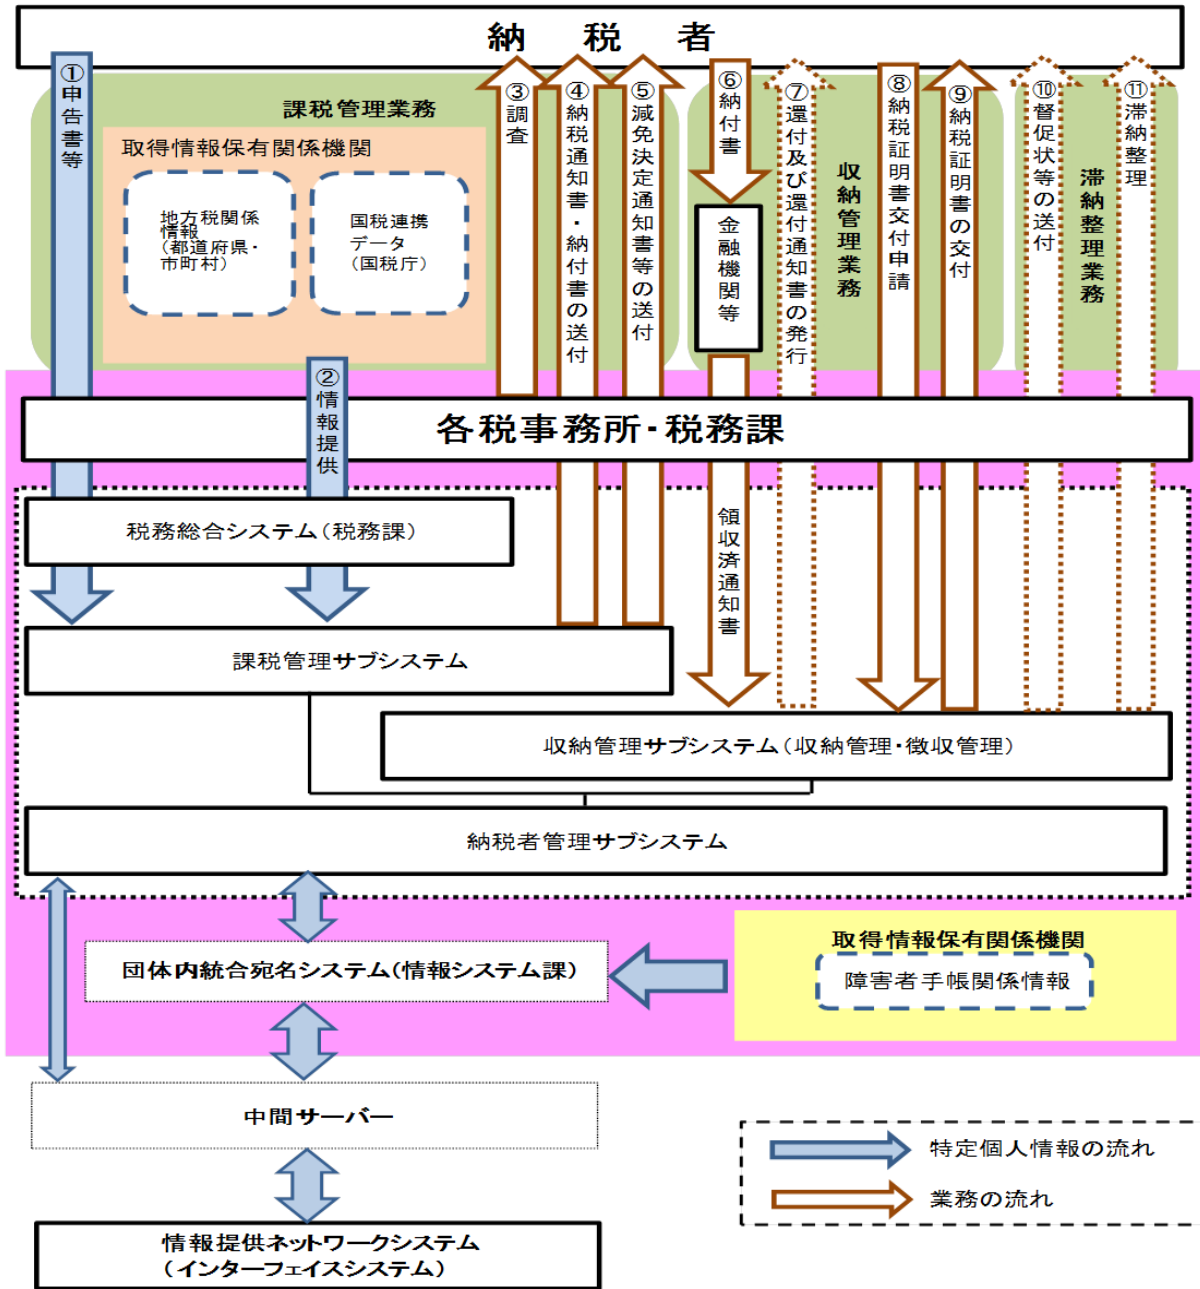 納　税　者
①申告書等
課税管理業務
取得情報保有関係機関
地方税関係
情報
（都道府県・
市町村）
国税連携
データ
（国税庁）
②情報提供
③調査
④納税通知書・納付書の送付
⑤減免決定通知書等の送付
⑥納付書
金融機関等
⑦還付及び還付通知書の発行
収納管理業務
⑧納税証明書交付申請
⑨納税証明書の交付
⑩督促状等の送付
滞納整理業務
⑪滞納整理
各税事務所・税務課
税務総合システム（税務課）
領収済通知書
課税管理サブシステム
収納管理サブシステム（収納管理・徴収管理）
納税者管理サブシステム
団体内統合宛名システム（情報システム課）
取得情報保有関係機関
障害者手帳関係情報
中間サーバー
特定個人情報の流れ
業務の流れ
情報提供ネットワークシステム
（インターフェイスシステム）